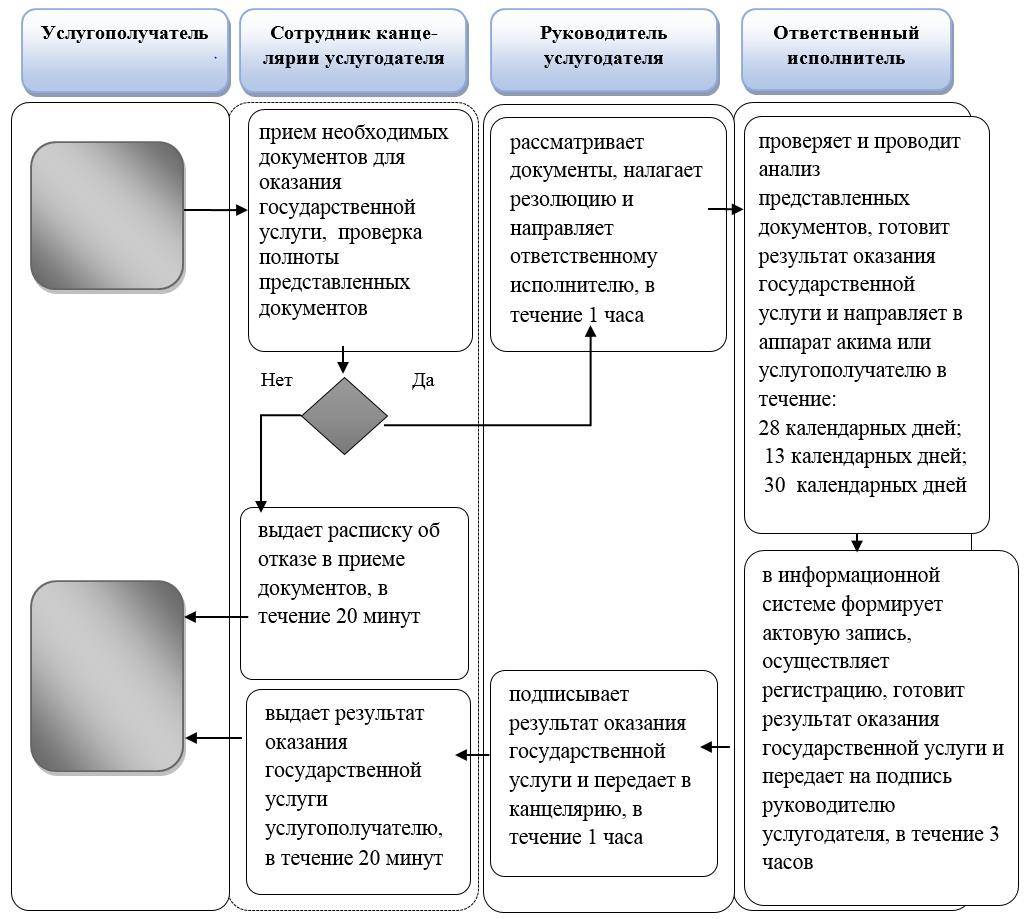 Услугополучатель
.
Сотрудник канце-
лярии услугодателя
Руководитель
услугодателя
Ответственный
исполнитель
прием необходимых
документов для
оказания
государственной
услуги, проверка
полноты
представленных
документов
рассматривает
документы, налагает
резолюцию и
направляет
ответственному
исполнителю, в
течение 1 часа
проверяет и проводит
анализ
представленных
документов, готовит
результат оказания
государственной
услуги и направляет в
аппарат акима или
услугополучателю в
течение:
28 календарных дней;
13 календарных дней;
30 календарных дней
Нет
Да
выдает расписку об
отказе в приеме
документов, в
течение 20 минут
в информационной
системе формирует
актовую запись,
осуществляет
регистрацию, готовит
результат оказания
государственной услуги и
передает на подпись
руководителю
услугодателя, в течение 3
часов
подписывает
результат оказания
государственной
услуги и передает в
канцелярию, в
течение 1 часа
выдает результат
оказания
государственной
услуги
услугополучателю,
в течение 20 минут